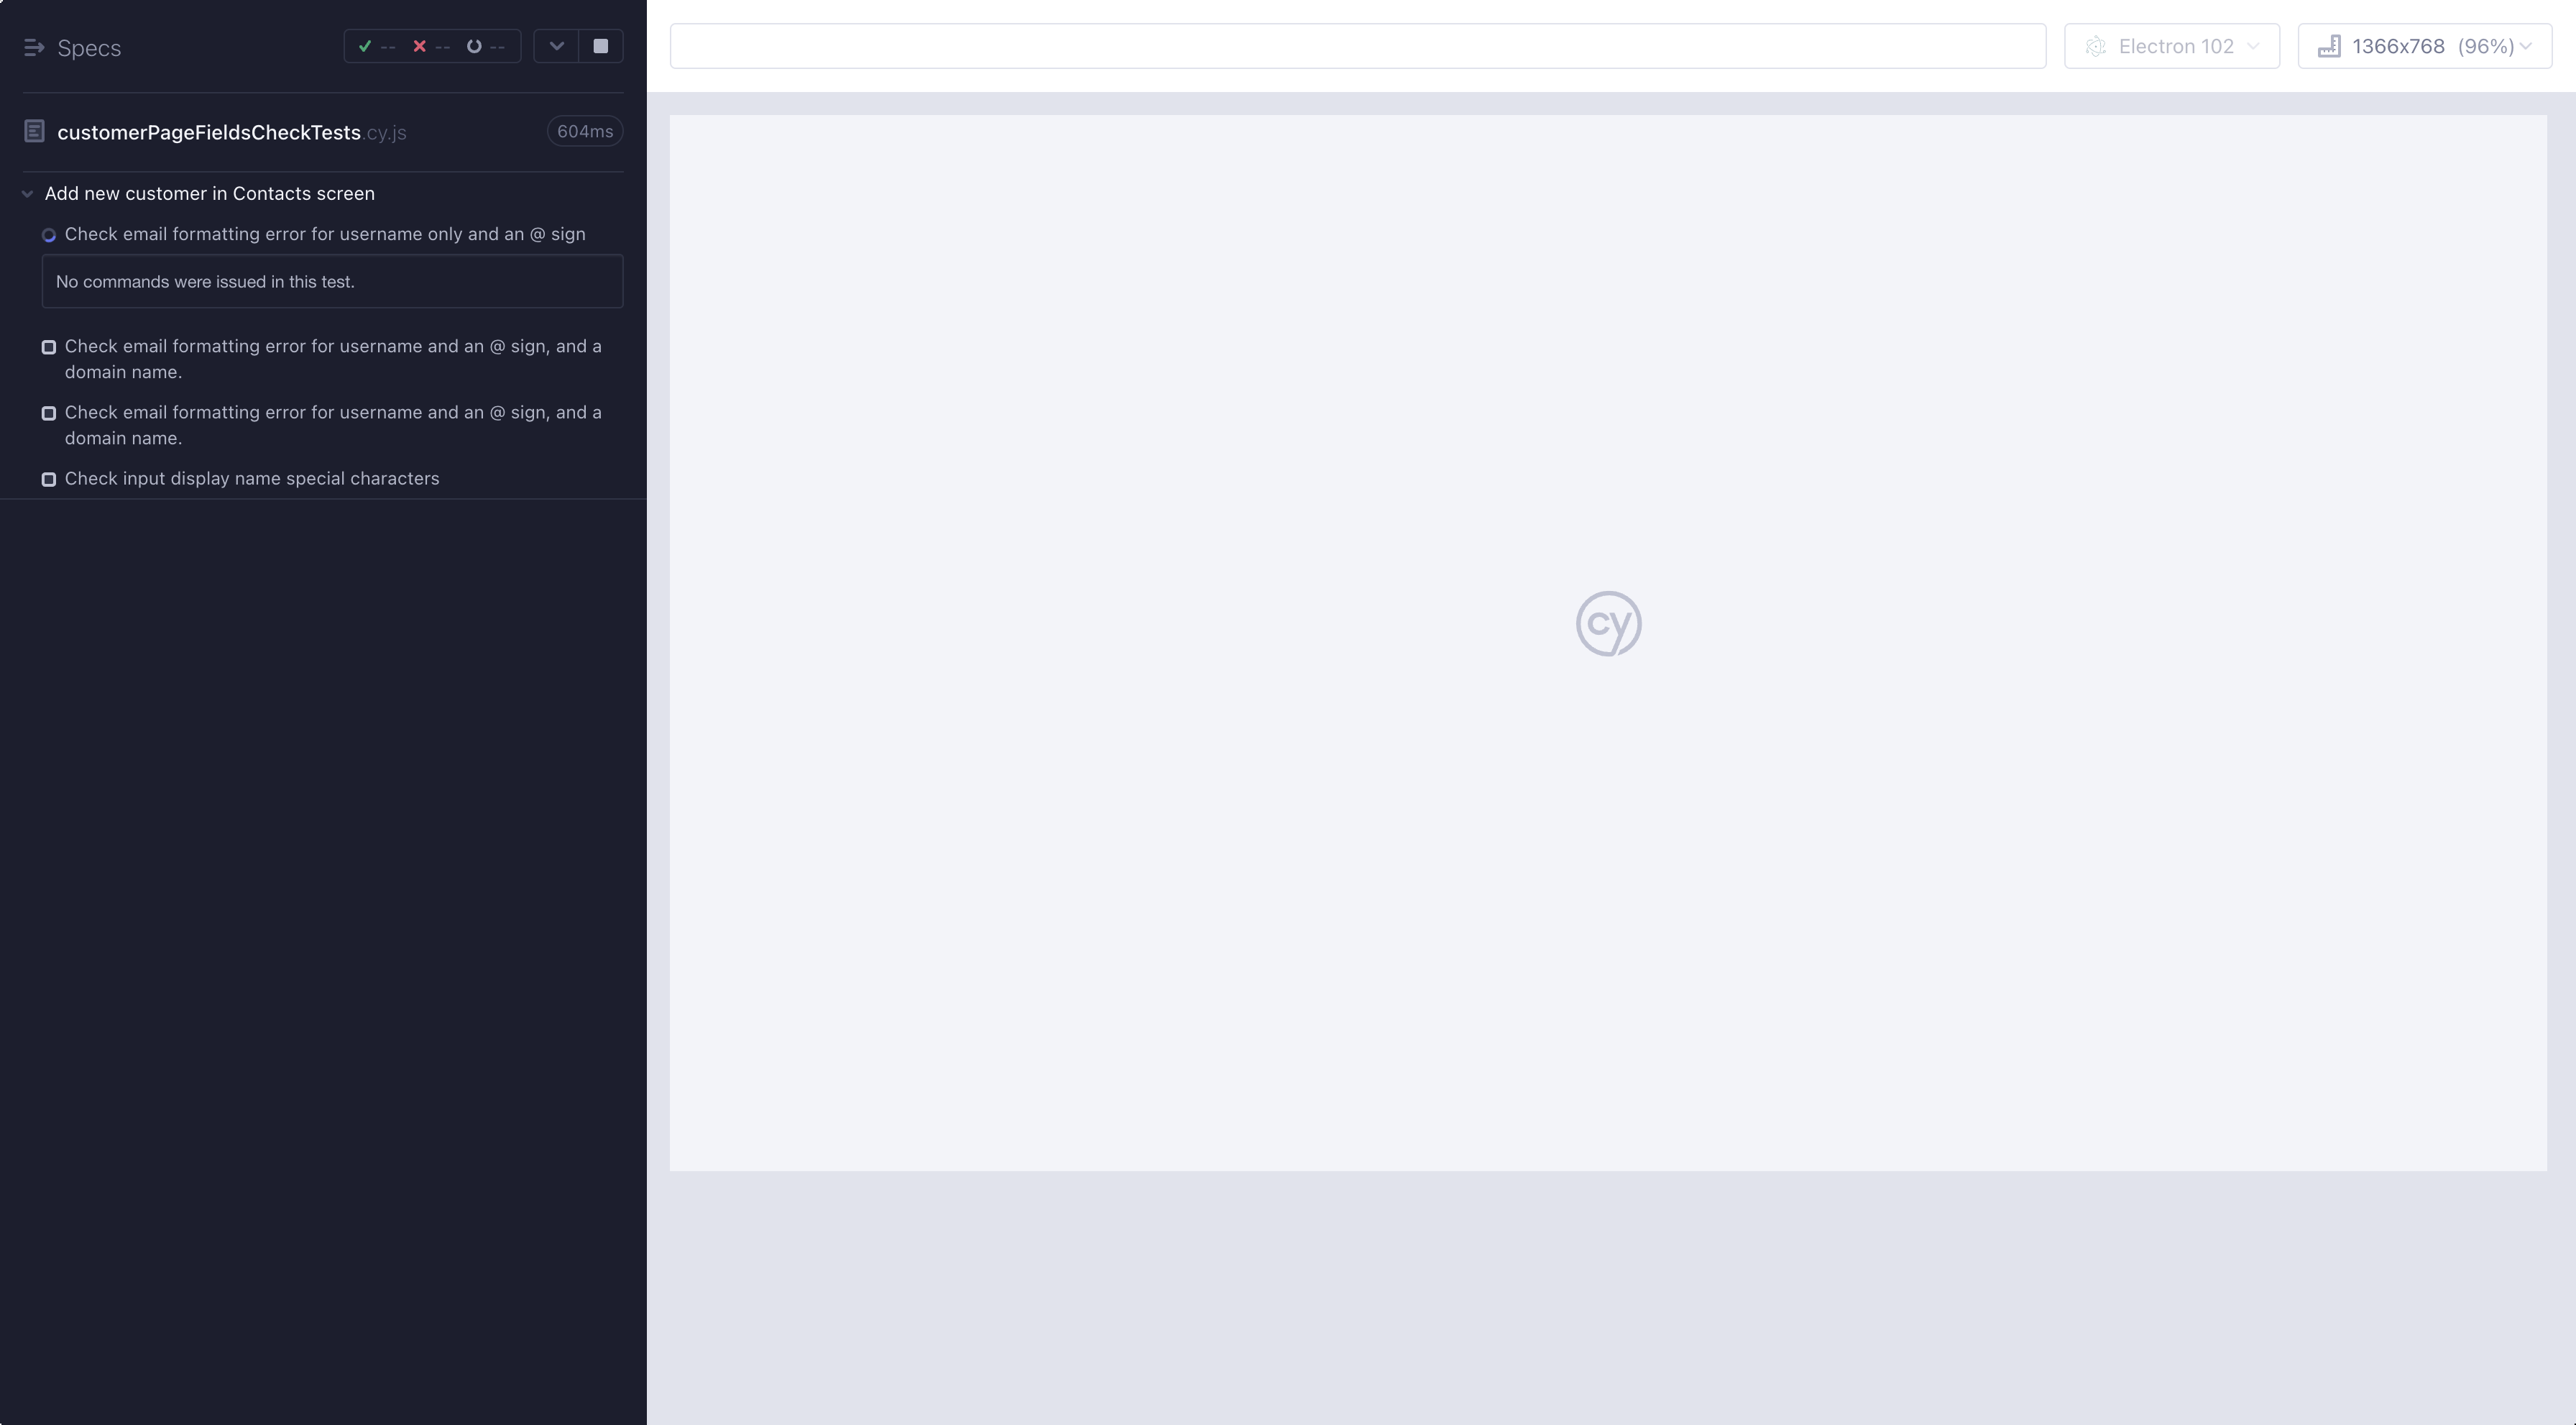 Specs
-- -- --
Electron 102
1366x768 (96%)
customerPageFieldsCheckTests.cy.js
604ms
Add new customer in Contacts screen
Check email formatting error for username only and an @ sign
No commands were issued in this test.
Check email formatting error for username and an @ sign, and a
domain name.
Check email formatting error for username and an @ sign, and a
domain name.
Check input display name special characters
cy